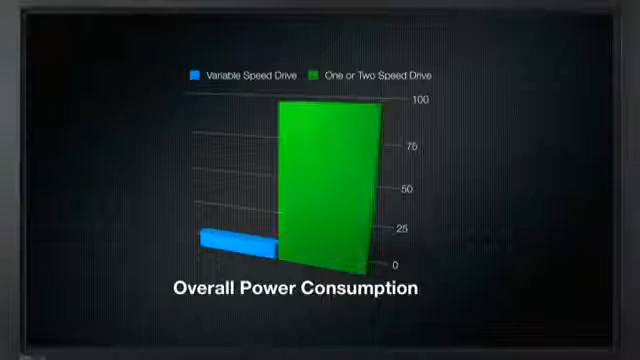 Variable Speed Drive One or Two Speed Drive
100
75
50
25
0
Overall Power Consumption